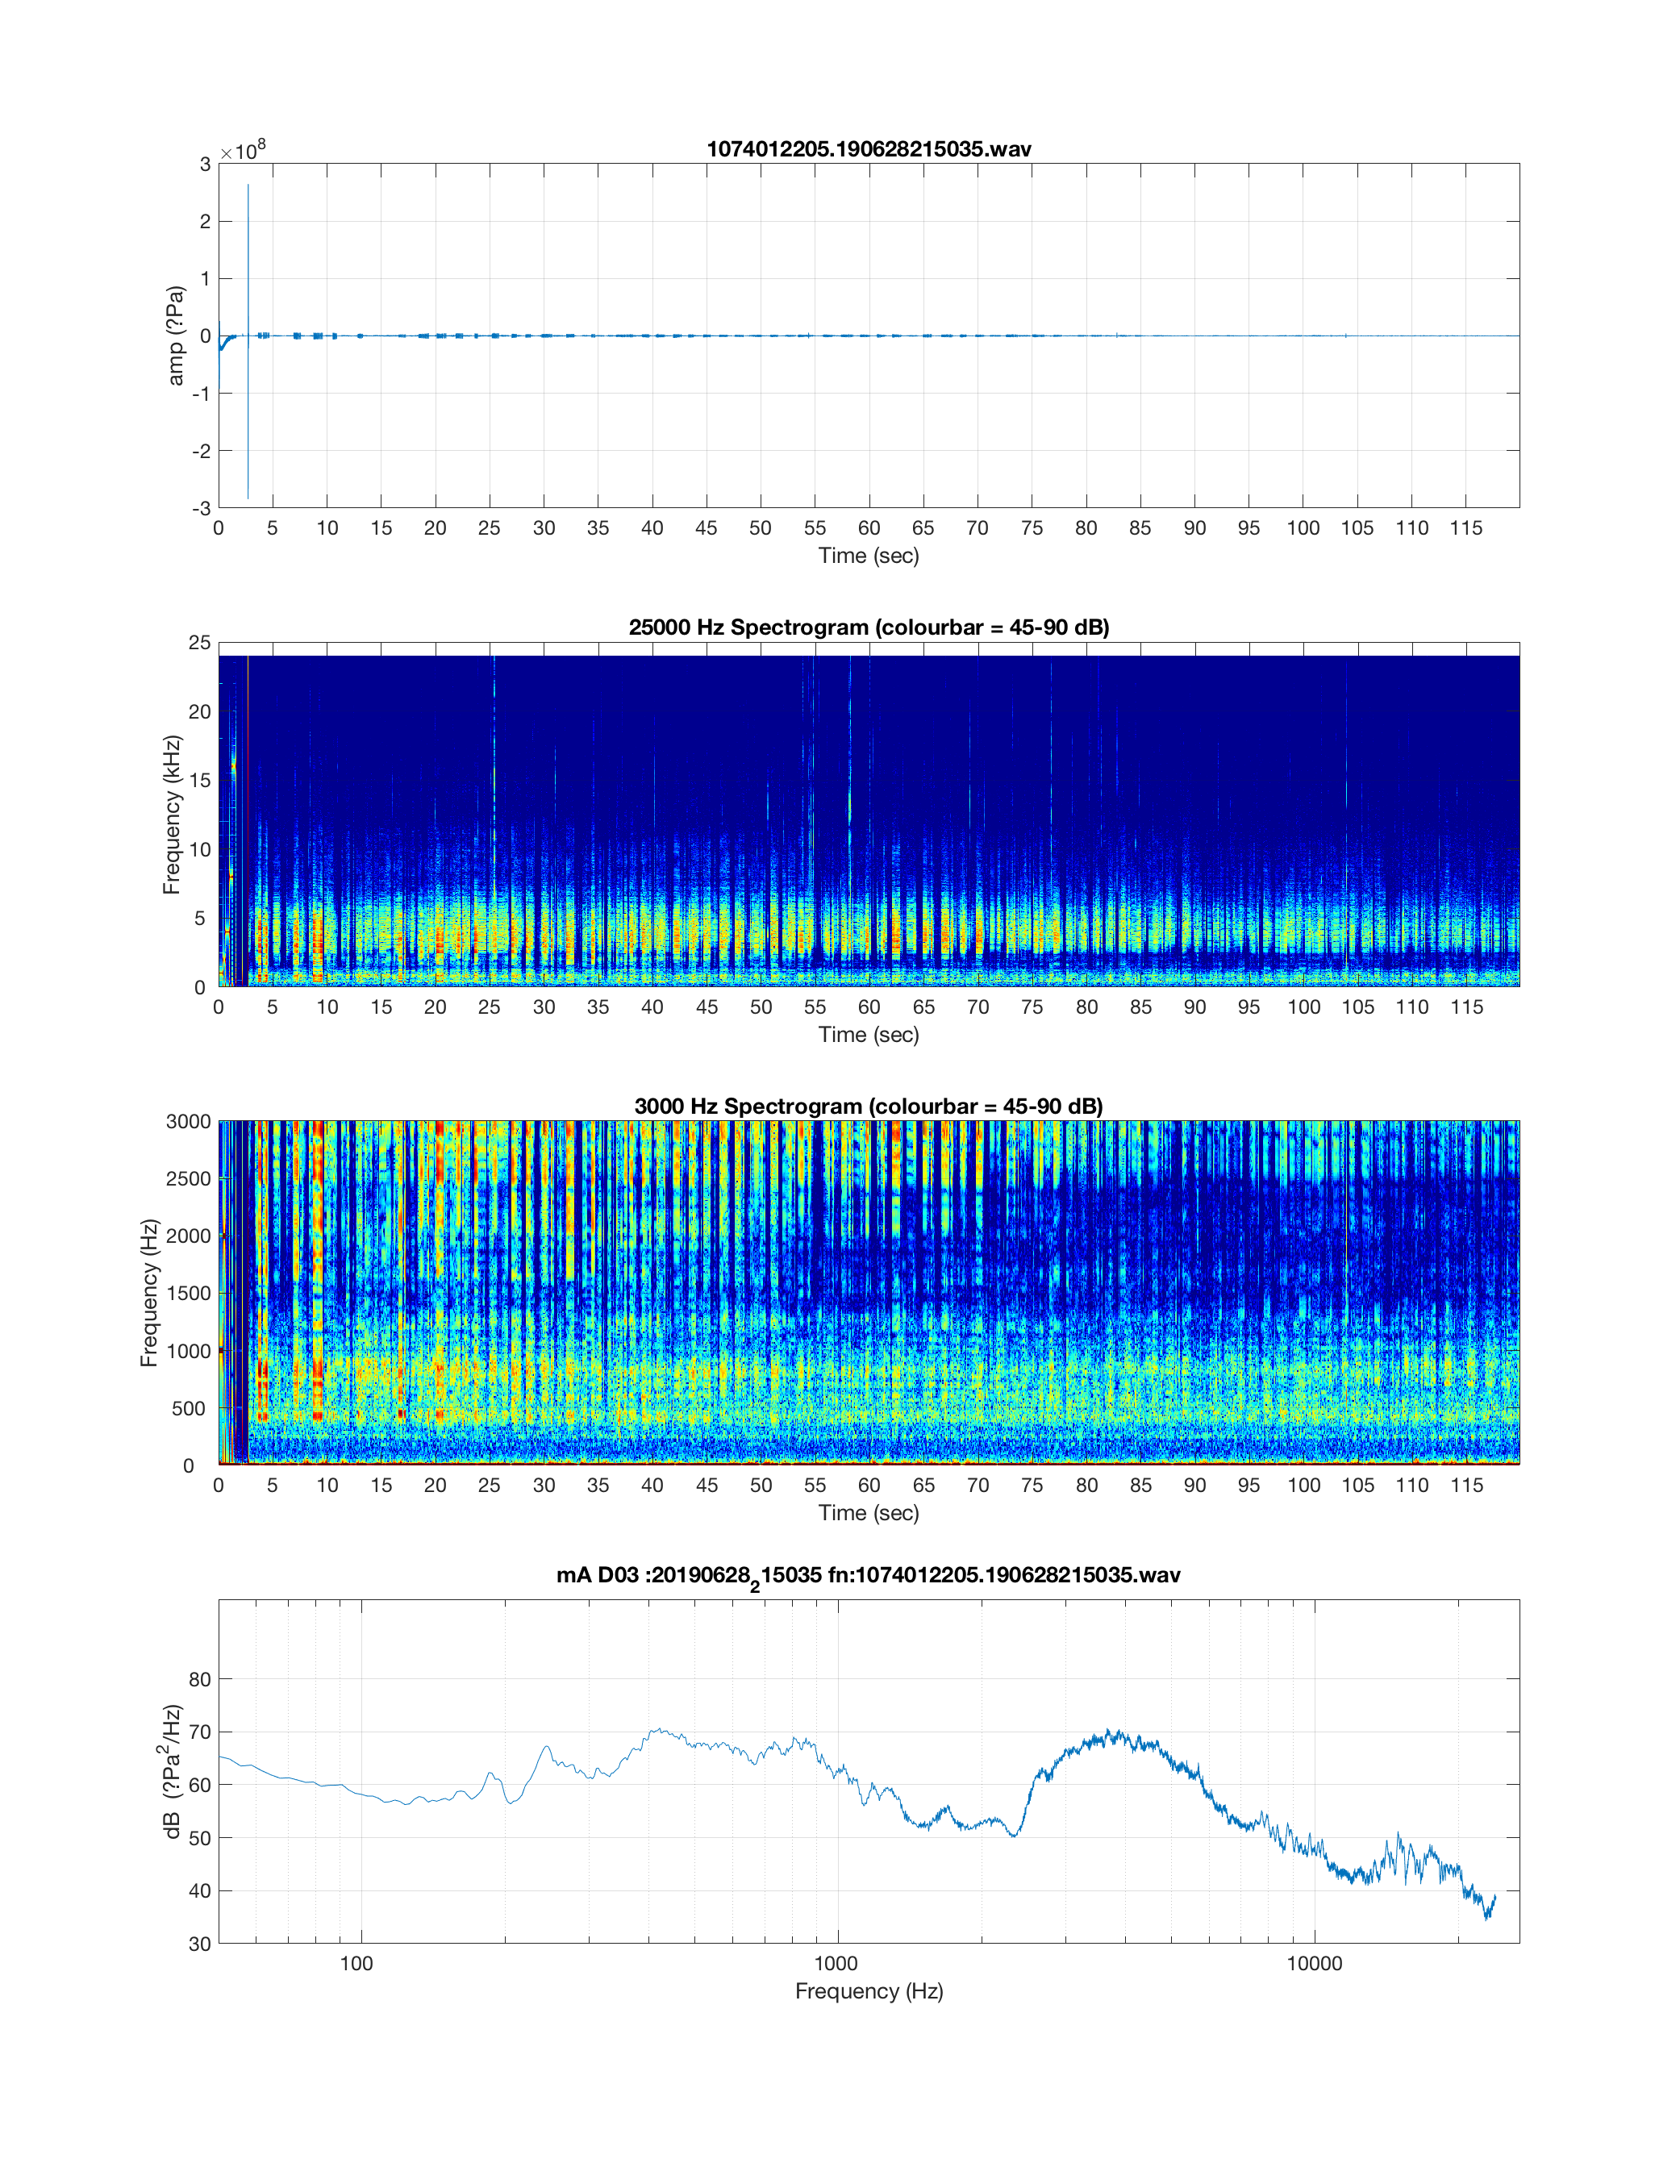 1074012205.190628215035.wav
×10^8
3
2
1
0
-1
-2
-3
amp (?Pa)
0 5 10 15 20 25 30 35 40 45 50 55 60 65 70 75 80 85 90 95 100 105 110 115
Time (sec)
25000 Hz Spectrogram (colourbar = 45-90 dB)
25
20
15
10
5
0
Frequency (kHz)
0 5 10 15 20 25 30 35 40 45 50 55 60 65 70 75 80 85 90 95 100 105 110 115
Time (sec)
3000 Hz Spectrogram (colourbar = 45-90 dB)
3000
2500
2000
1500
1000
500
0
Frequency (Hz)
0 5 10 15 20 25 30 35 40 45 50 55 60 65 70 75 80 85 90 95 100 105 110 115
Time (sec)
mA D03 :20190628_215035 fn:1074012205.190628215035.wav
80
70
60
50
40
30
dB (?Pa²/Hz)
100 1000 10000
Frequency (Hz)